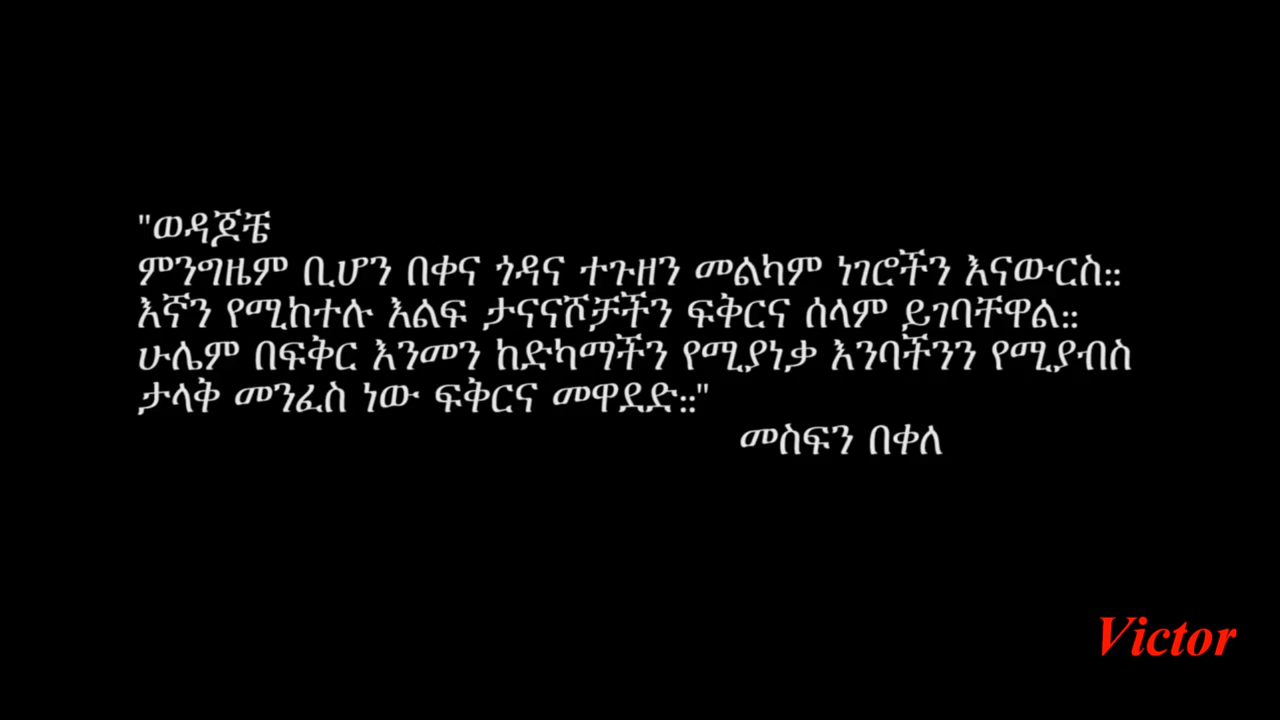 "ወዳጆቼ
ምንግዜም ቢሆን በቀና ጎዳና ተጉዘን መልካም ነገሮችን እናውርስ።
እኛን የሚከተሉ እልፍ ታናናሾቻችን ፍቅርና ሰላም ይገባቸዋል።
ሁሌም በፍቅር እንመን ከድካማችን የሚያነቃ እንባችንን የሚያብስ
ታላቅ መንፈስ ነው ፍቅርና መዋደድ።"
መስፍን በቀለ
Victor